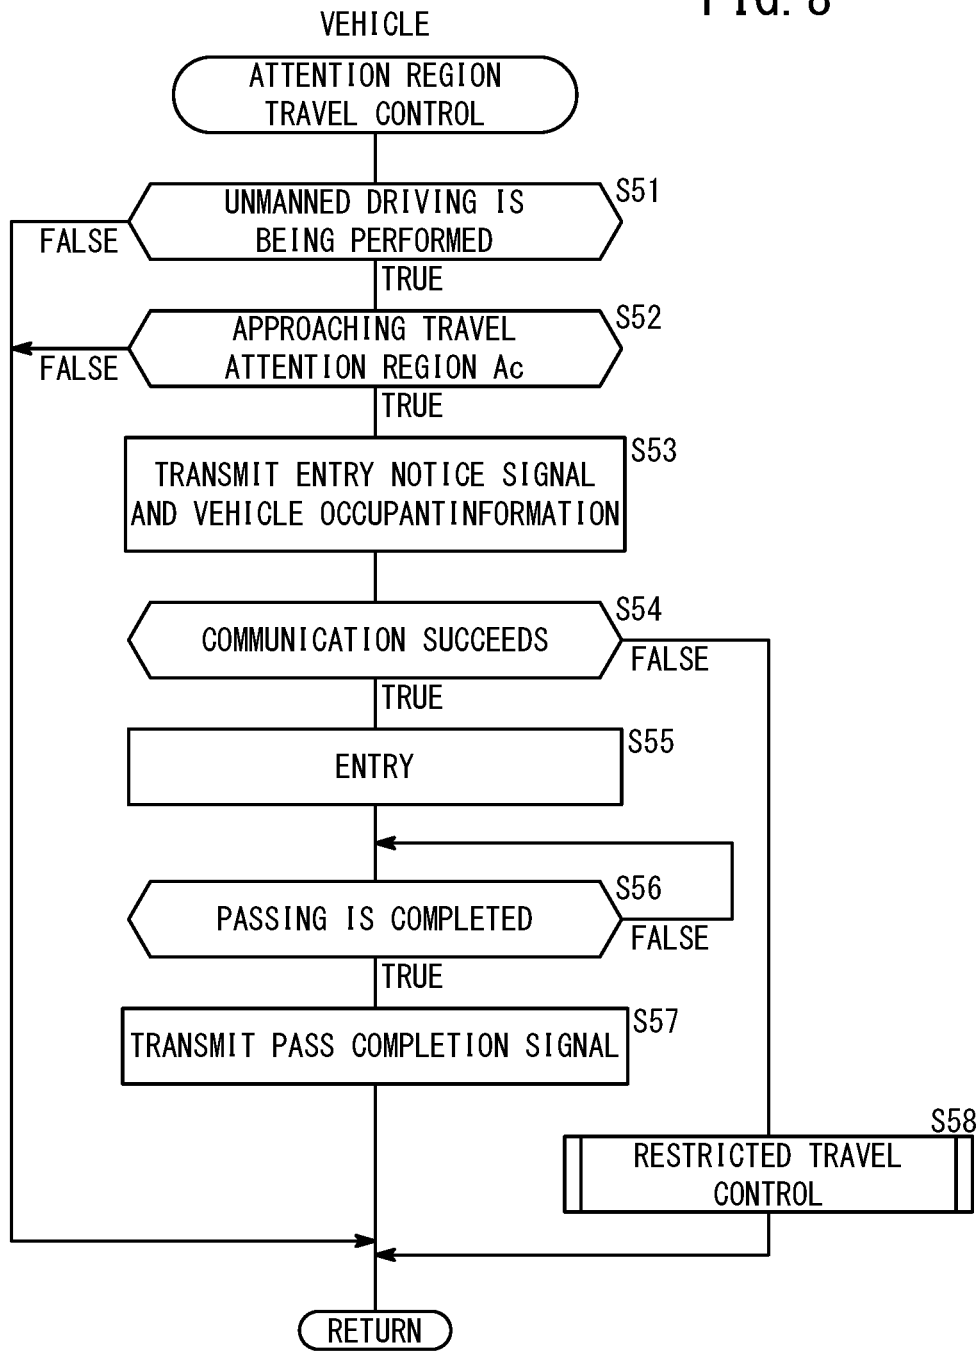 FIG. 8
VEHICLE
ATTENTION REGION
TRAVEL CONTROL
S51
UNMANNED DRIVING IS
BEING PERFORMED
FALSE
TRUE
S52
APPROACHING TRAVEL
ATTENTION REGION Ac
FALSE
TRUE
S53
TRANSMIT ENTRY NOTICE SIGNAL
AND VEHICLE OCCUPANTINFORMATION
S54
COMMUNICATION SUCCEEDS
FALSE
TRUE
S55
ENTRY
S56
PASSING IS COMPLETED
FALSE
TRUE
S57
TRANSMIT PASS COMPLETION SIGNAL
S58
RESTRICTED TRAVEL
CONTROL
RETURN